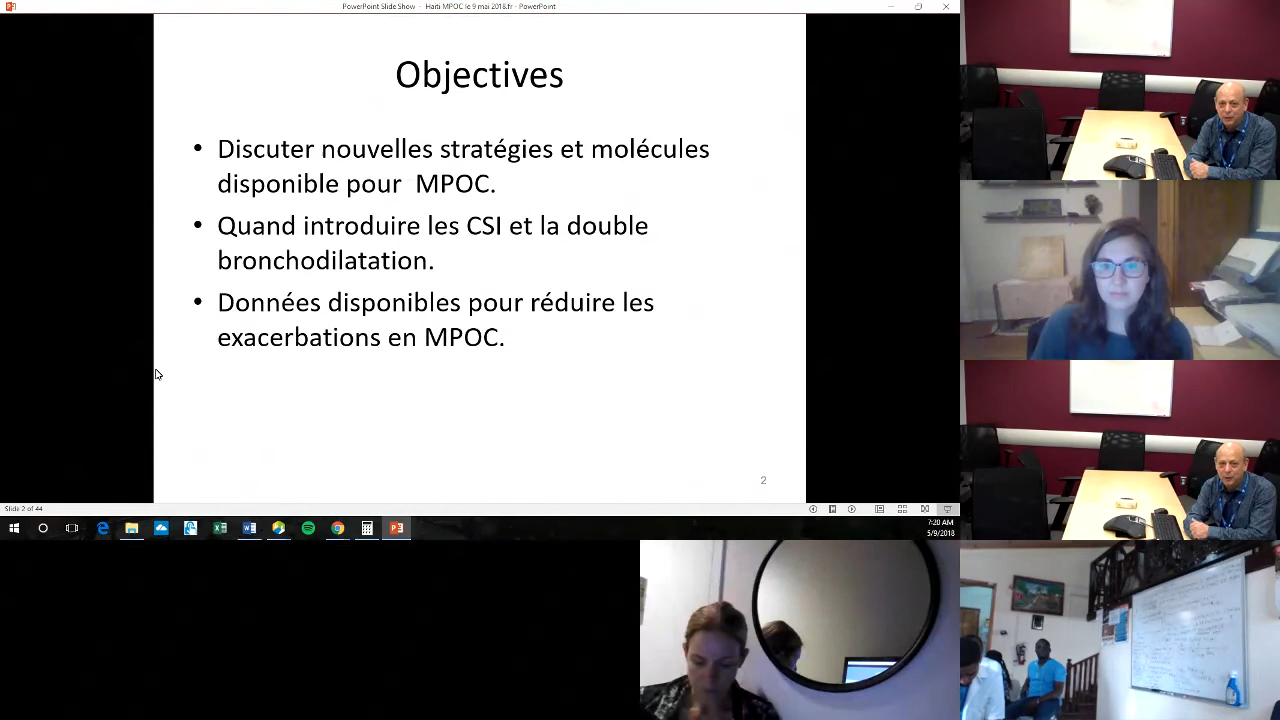 PowerPoint Slide Show - Haiti MPOC le 9 mai 2018.fr - PowerPoint
Objectives
• Discuter nouvelles stratégies et molécules
disponible pour MPOC.
• Quand introduire les CSI et la double
bronchodilatation.
• Données disponibles pour réduire les
exacerbations en MPOC.
2
Slide 2 of 44
7:20 AM
5/9/2018